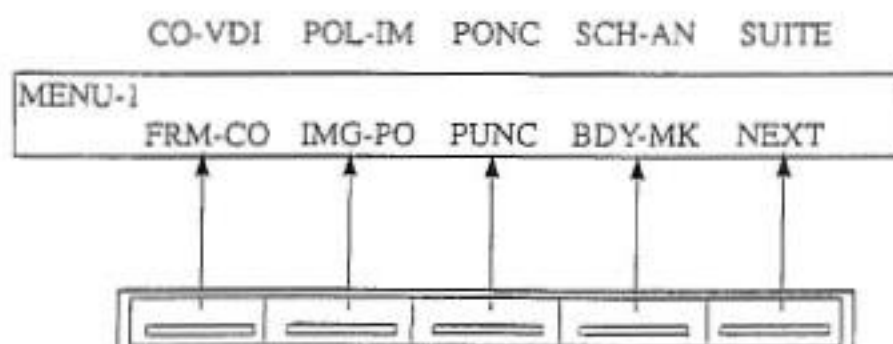 CO-VDI POL-IM PONC SCH-AN SUITE
MENU-1
FRM-CO IMG-PO PUNC BDY-MK NEXT